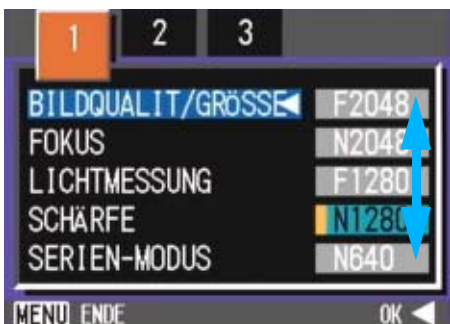 1 2 3
BILDQUALIT/GRÖSSE F2048
FOKUS N2048
LICHTMESSUNG F1280
SCHÄRFE N1280
SERIEN-MODUS N640
MENU ENDE OK